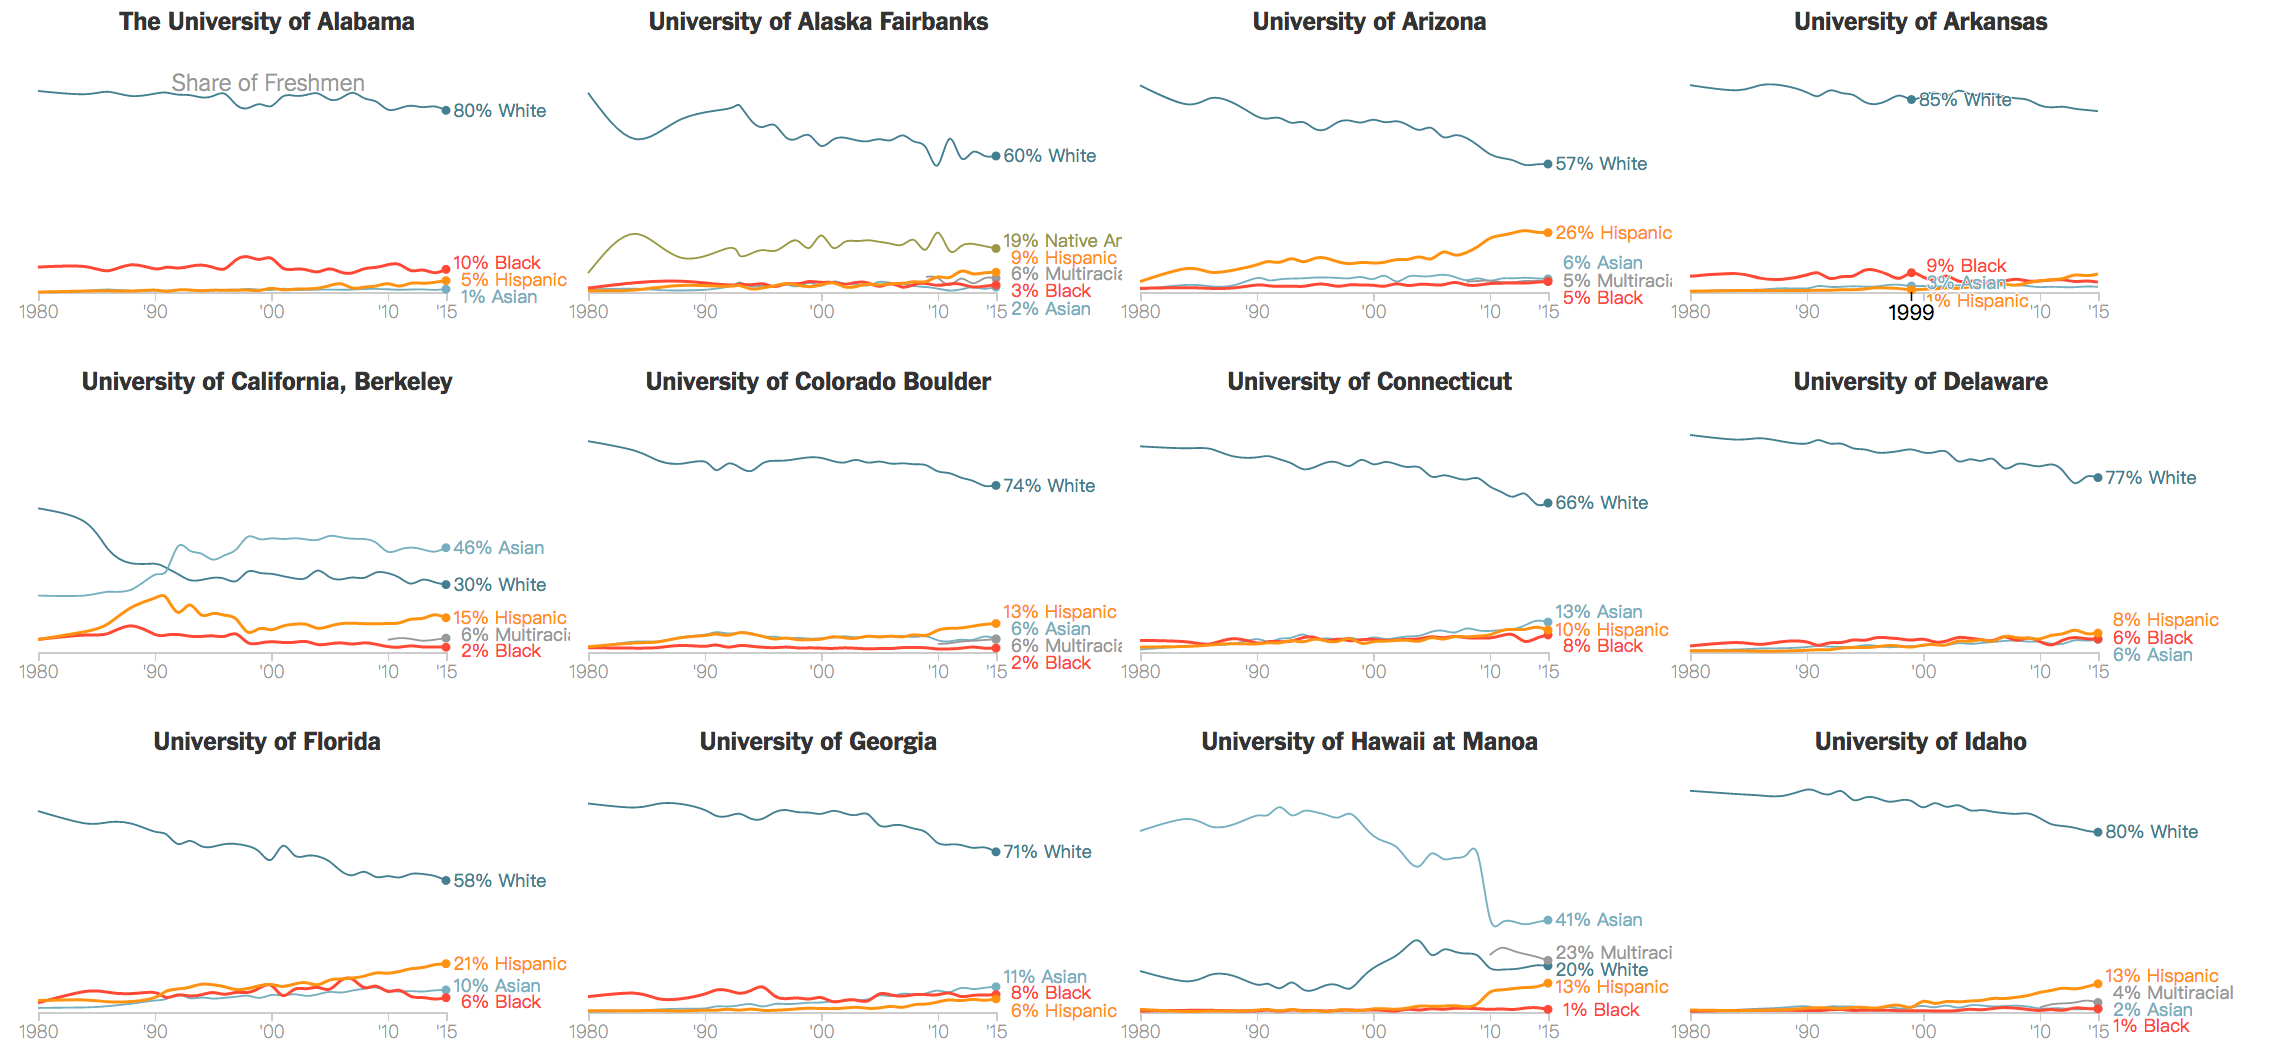 The University of Alabama
Share of Freshmen
80% White
10% Black
5% Hispanic
1% Asian
1980 '90 '00 '10 '15
University of Alaska Fairbanks
60% White
19% Native Ar
9% Hispanic
6% Multiracia
3% Black
2% Asian
1980 '90 '00 '10 '15
University of Arizona
57% White
26% Hispanic
6% Asian
5% Multiracia
5% Black
1980 '90 '00 '10 '15
University of Arkansas
85% White
9% Black
3% Asian
1% Hispanic
1980 '90 1999 '10 '15
University of California, Berkeley
46% Asian
30% White
15% Hispanic
6% Multiracia
2% Black
1980 '90 '00 '10 '15
University of Colorado Boulder
74% White
13% Hispanic
6% Asian
6% Multiracia
2% Black
1980 '90 '00 '10 '15
University of Connecticut
66% White
13% Asian
10% Hispanic
8% Black
1980 '90 '00 '10 '15
University of Delaware
77% White
8% Hispanic
6% Black
6% Asian
1980 '90 '00 '10 '15
University of Florida
58% White
21% Hispanic
10% Asian
6% Black
1980 '90 '00 '10 '15
University of Georgia
71% White
11% Asian
8% Black
6% Hispanic
1980 '90 '00 '10 '15
University of Hawaii at Manoa
41% Asian
23% Multiraci
20% White
13% Hispanic
1% Black
1980 '90 '00 '10 '15
University of Idaho
80% White
13% Hispanic
4% Multiracial
2% Asian
1% Black
1980 '90 '00 '10 '15